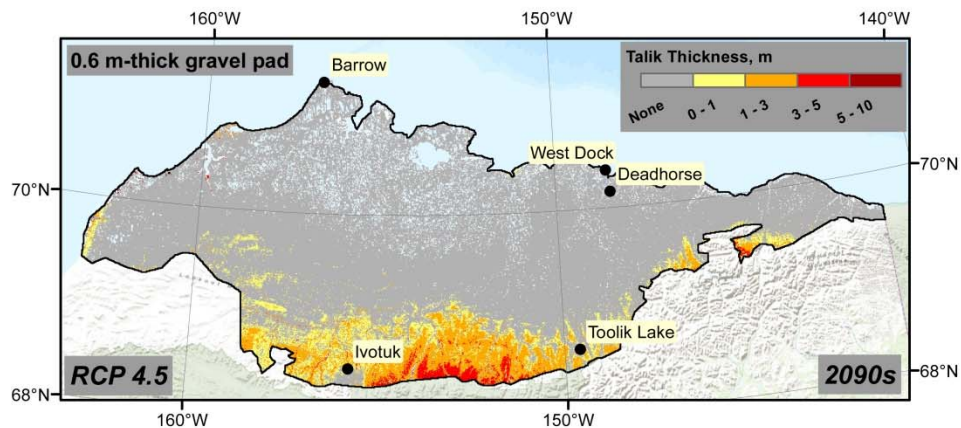 160°W
150°W
140°W
0.6 m-thick gravel pad
Barrow
Talik Thickness, m
None
0 - 1
1 - 3
3 - 5
5 - 10
West Dock
Deadhorse
70°N
70°N
Toolik Lake
Ivotuk
RCP 4.5
2090s
68°N
68°N
160°W
150°W